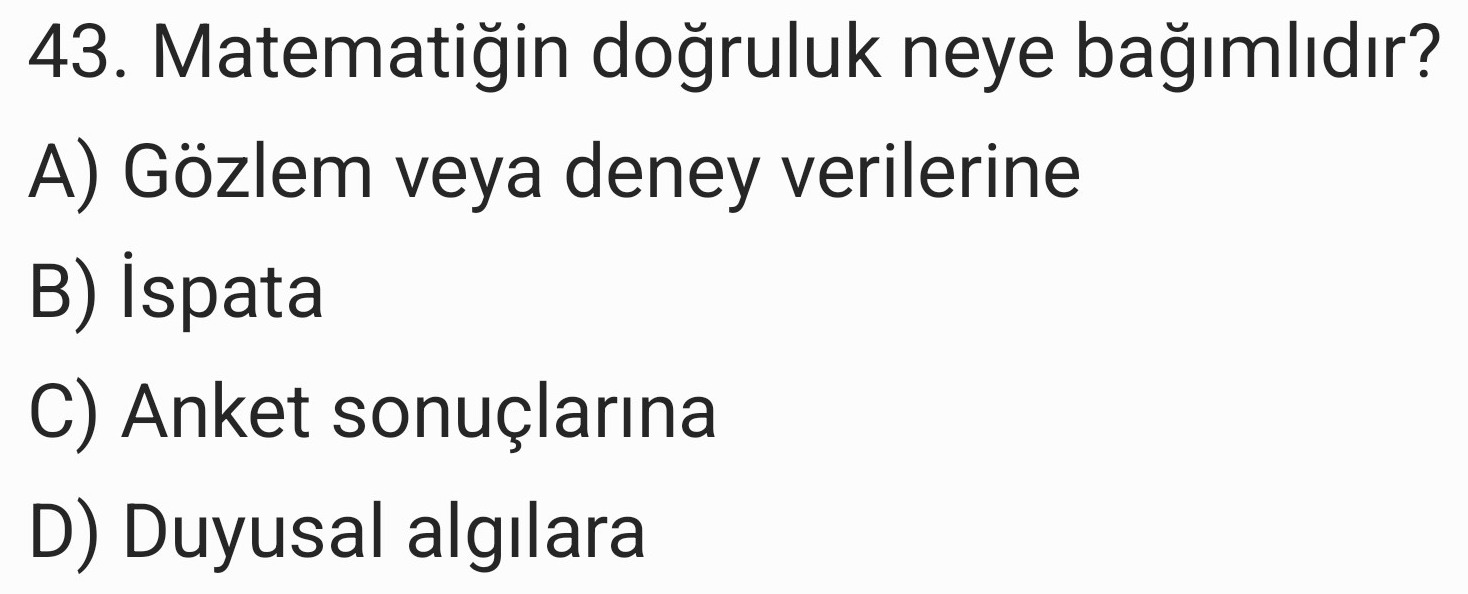 43. Matematiğin doğruluk neye bağımlıdır?
A) Gözlem veya deney verilerine
B) İspata
C) Anket sonuçlarına
D) Duyusal algılara